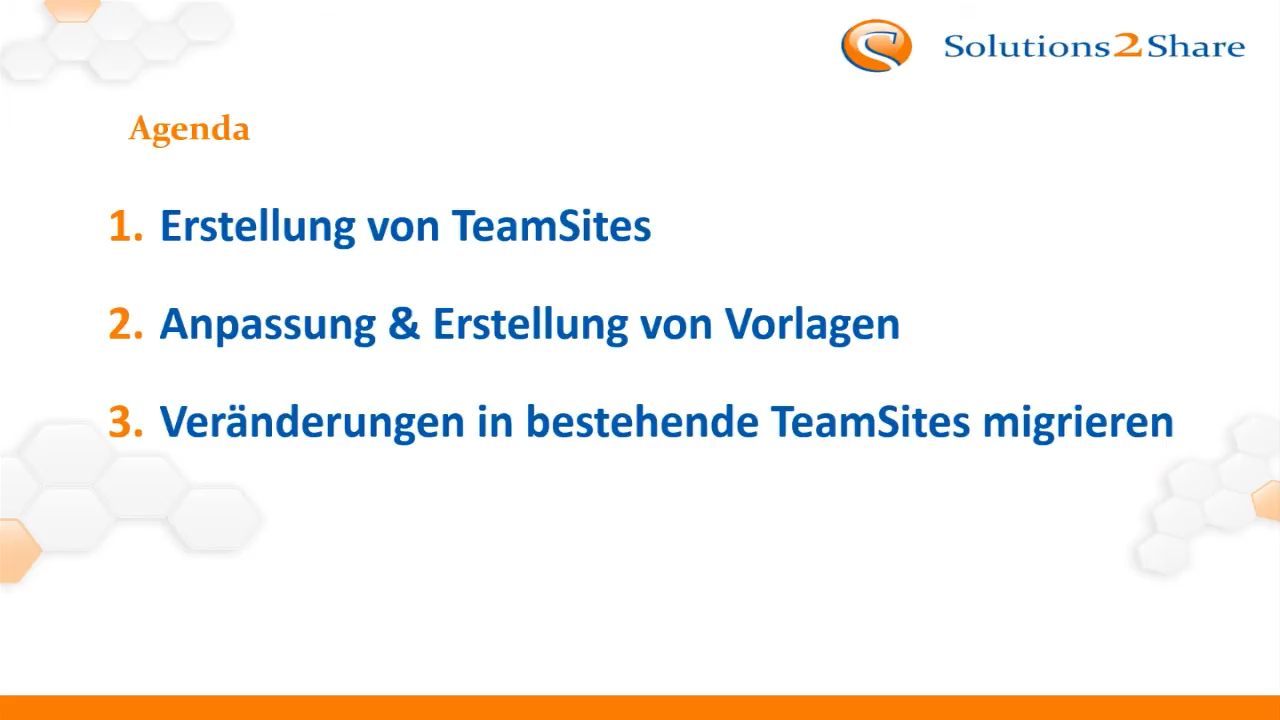 Solutions2Share
Agenda
1. Erstellung von TeamSites
2. Anpassung & Erstellung von Vorlagen
3. Veränderungen in bestehende TeamSites migrieren